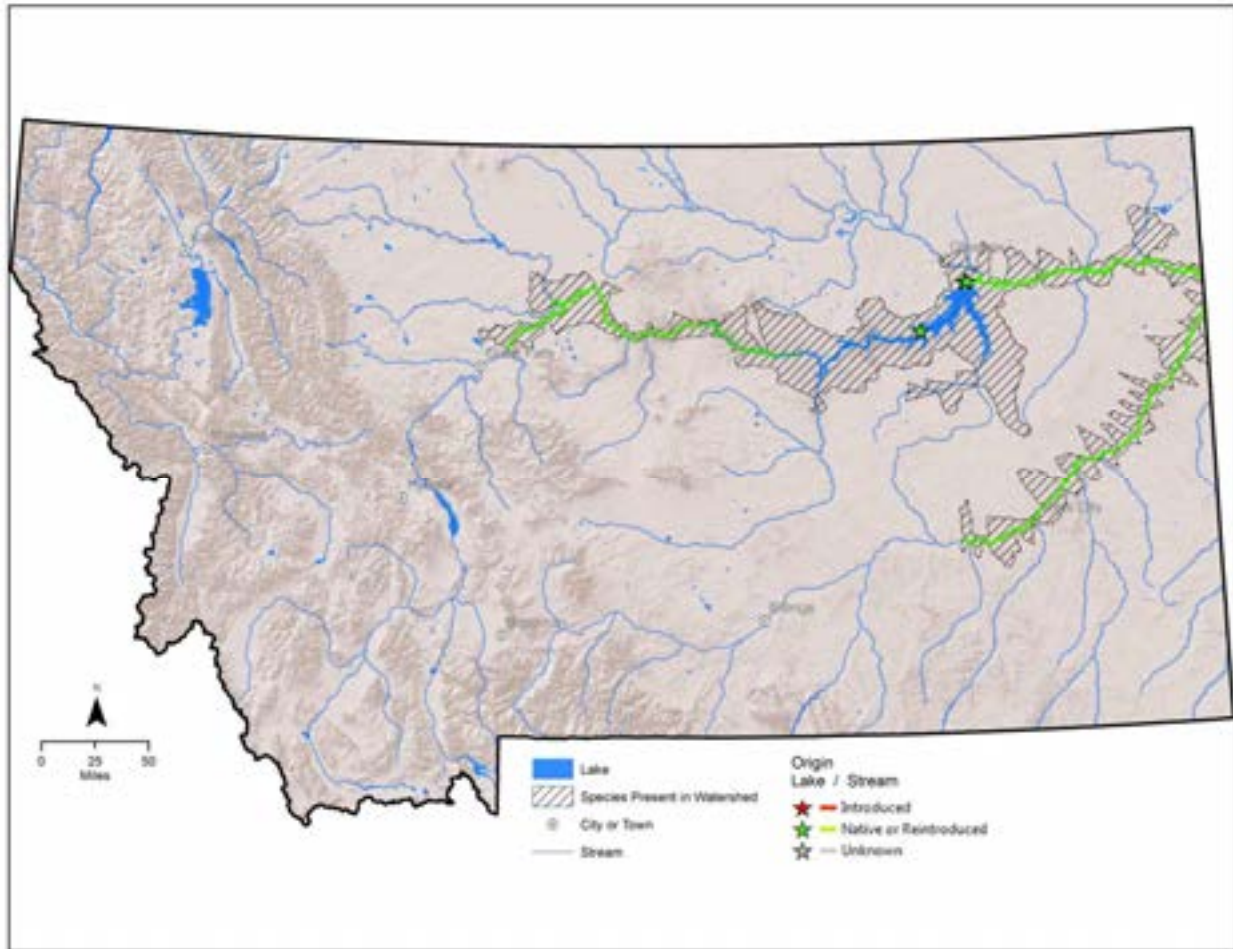 Billings
N
0 25 50
Miles
Lake
Species Present in Watershed
City or Town
Stream
Origin
Lake / Stream
Introduced
Native or Reintroduced
Unknown